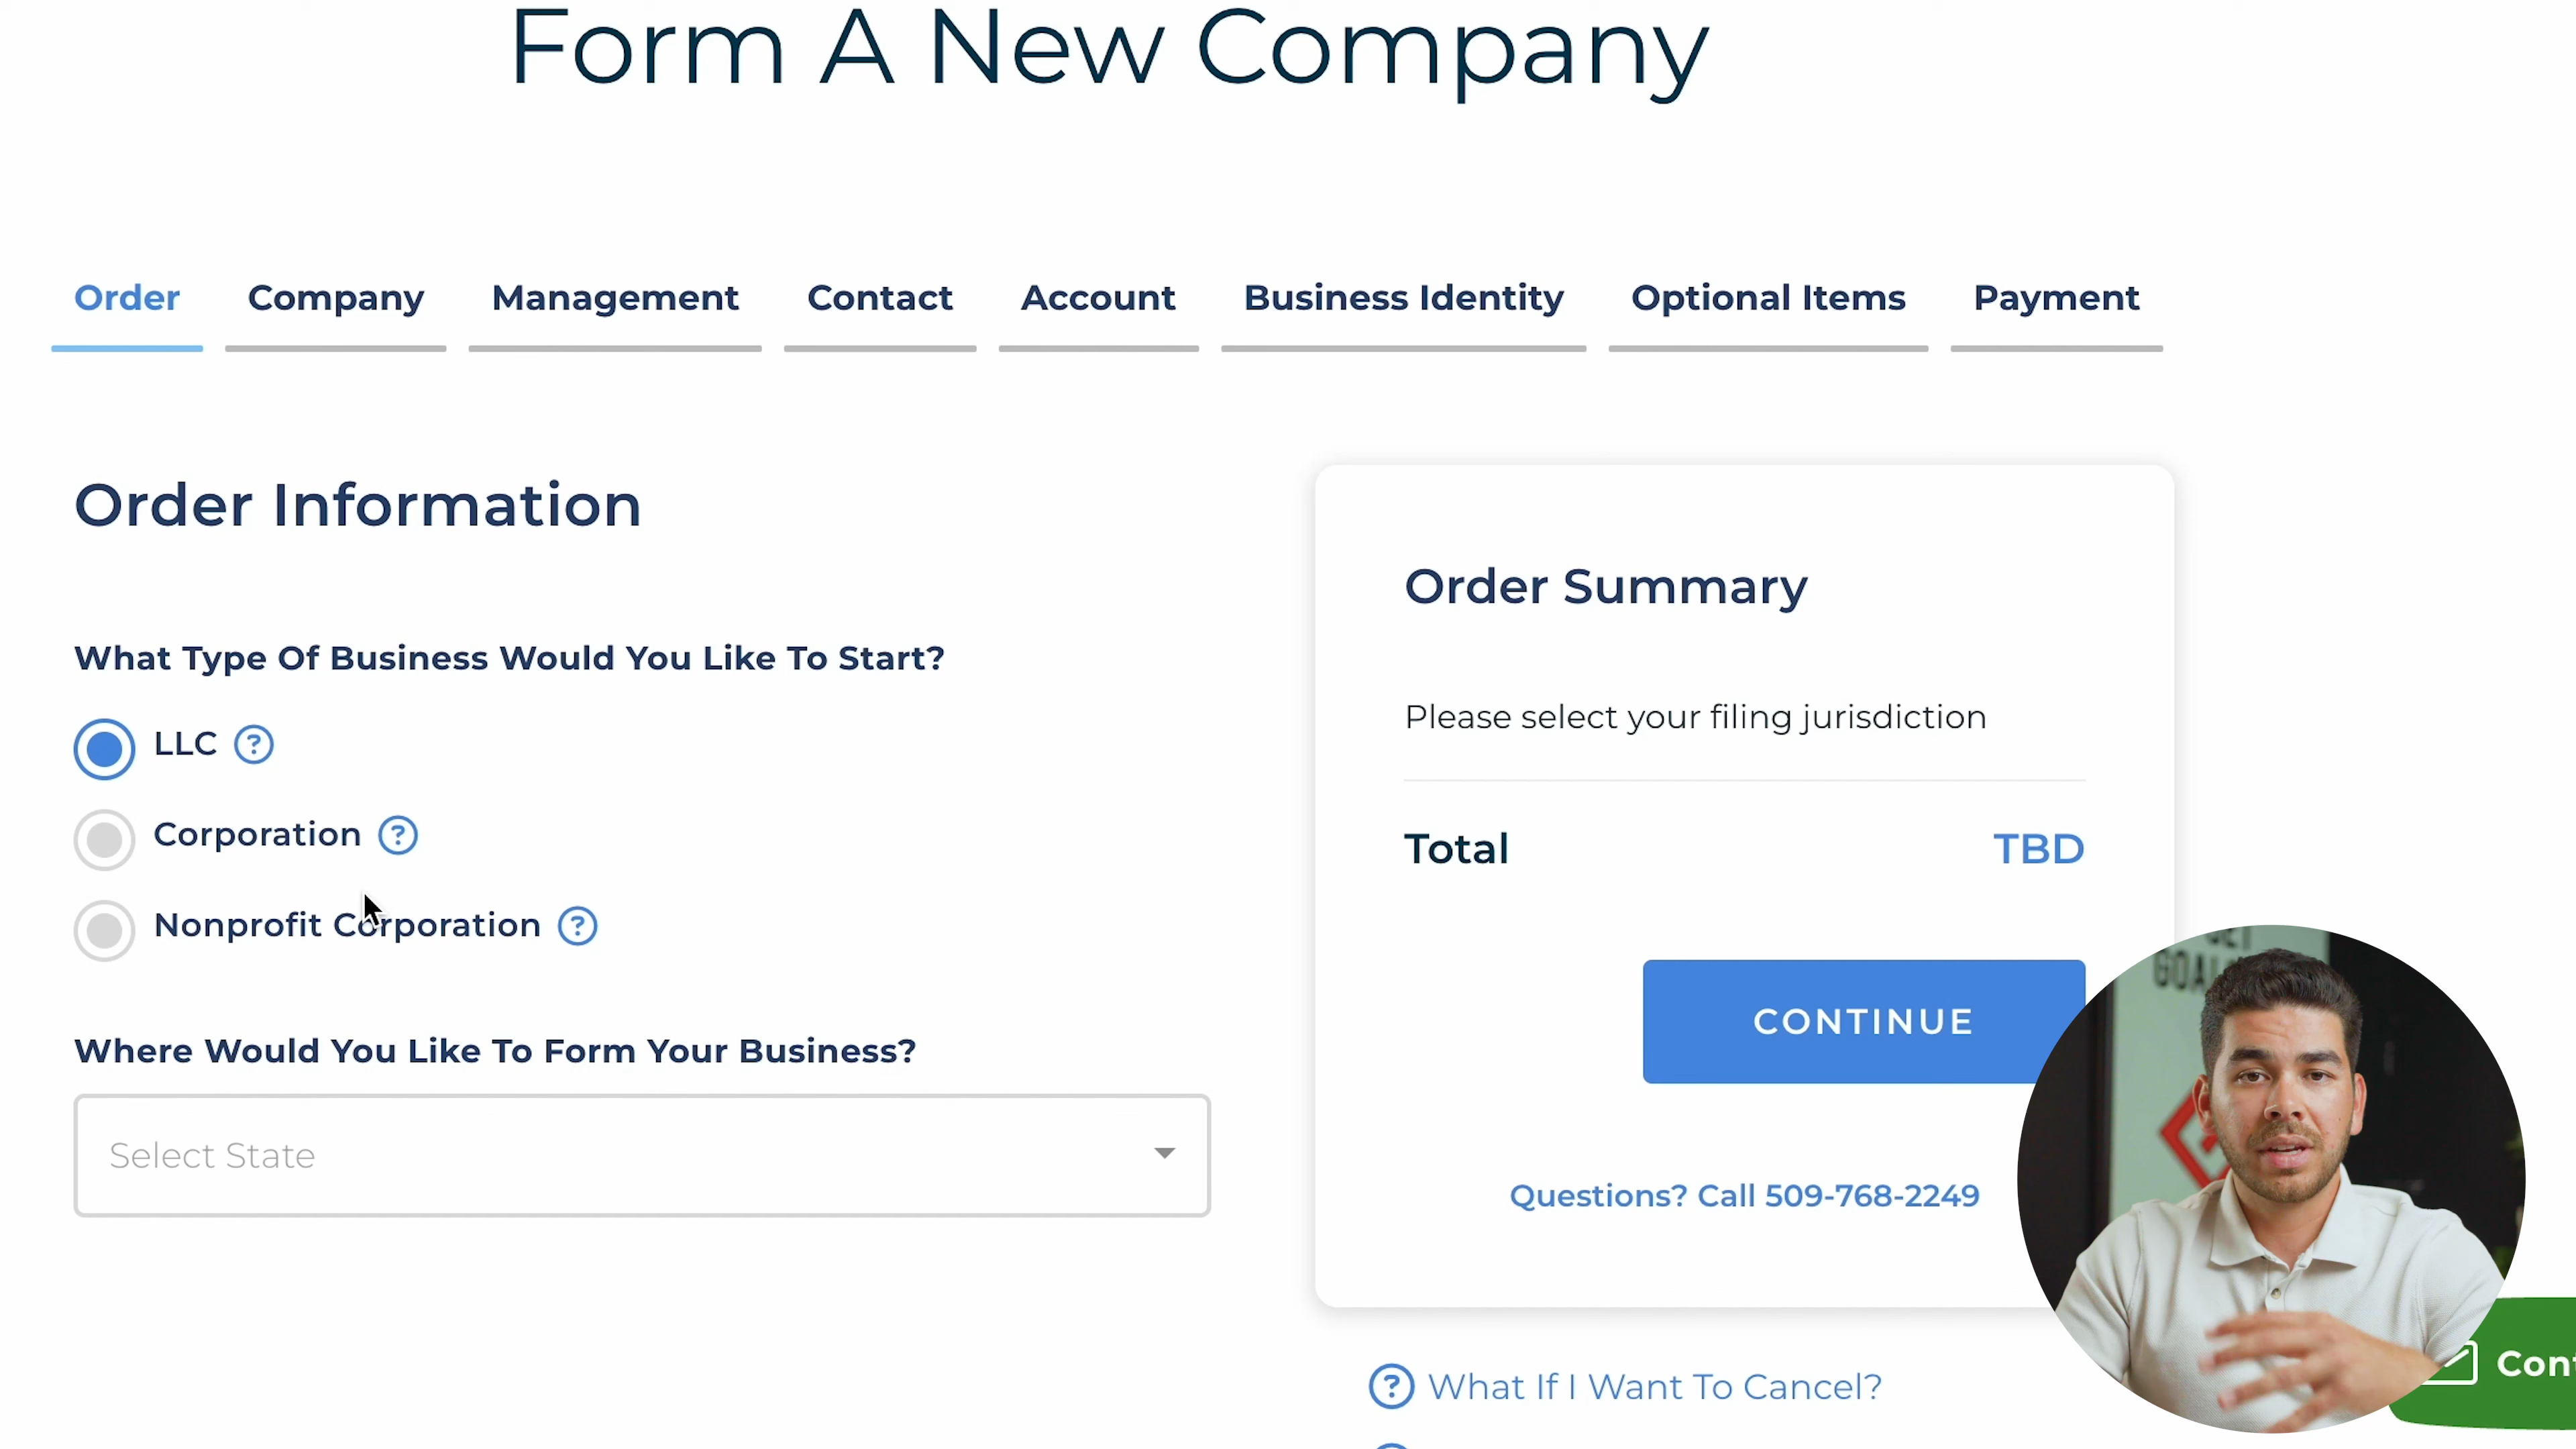 Form A New Company
Order Company Management Contact Account Business Identity Optional Items Payment
Order Information
What Type Of Business Would You Like To Start?
LLC ?
Corporation ?
Nonprofit Corporation ?
Where Would You Like To Form Your Business?
Select State
Order Summary
Please select your filing jurisdiction
Total TBD
CONTINUE
Questions? Call 509-768-2249
? What If I Want To Cancel?